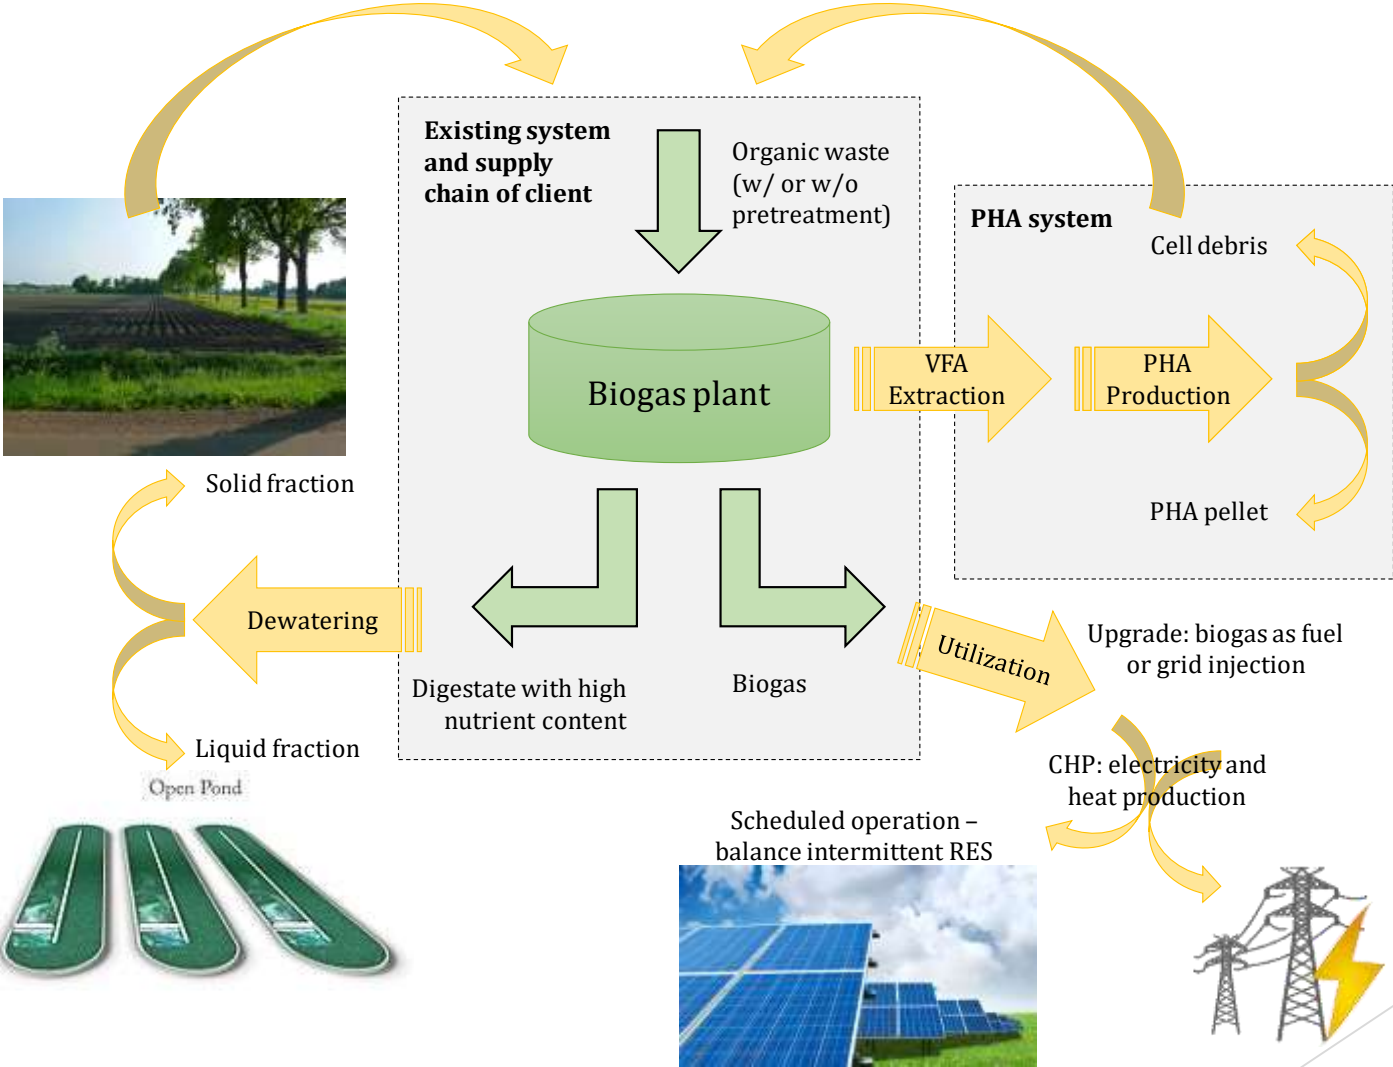 Existing system
and supply
chain of client
Organic waste
(w/ or w/o
pretreatment)
PHA system
Cell debris
VFA
Extraction
PHA
Production
Biogas plant
PHA pellet
Solid fraction
Dewatering
Liquid fraction
Digestate with high
nutrient content
Biogas
Utilization
Upgrade: biogas as fuel
or grid injection
CHP: electricity and
heat production
Open Pond
Scheduled operation –
balance intermittent RES